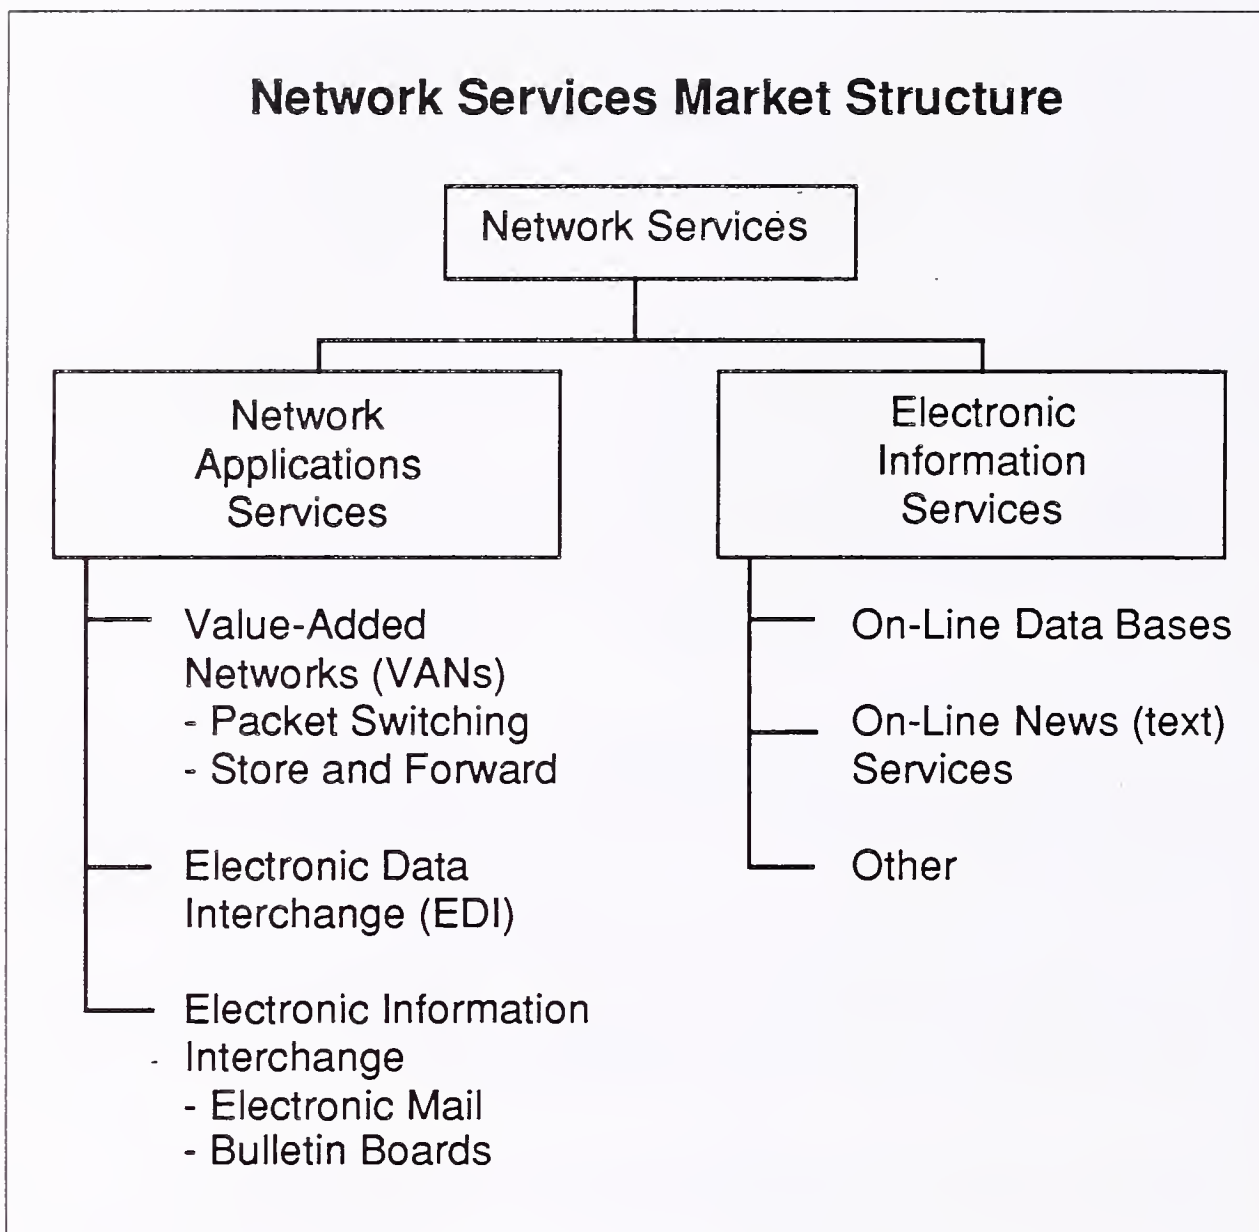 Network Services Market Structure
Network Services
Network
Applications
Services
Value-Added
Networks (VANs)
- Packet Switching
- Store and Forward
Electronic Data
Interchange (EDI)
Electronic Information
Interchange
- Electronic Mail
- Bulletin Boards
Electronic
Information
Services
On-Line Data Bases
On-Line News (text)
Services
Other